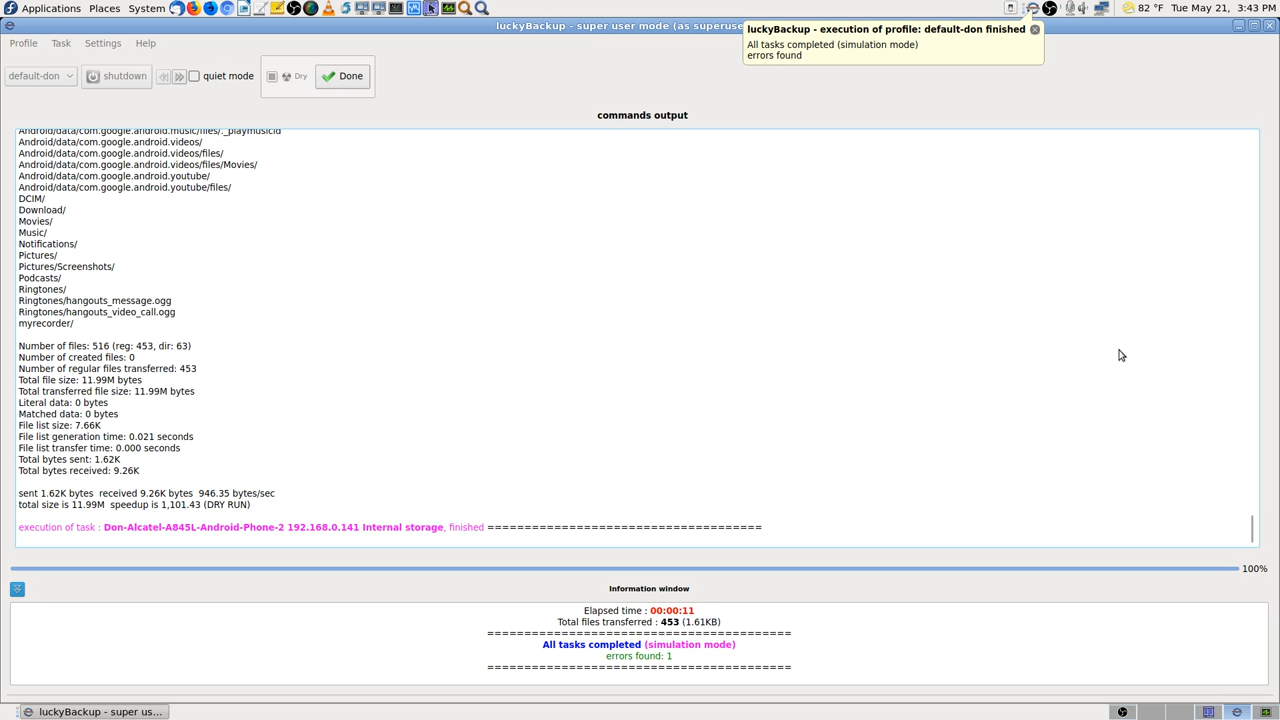 Applications Places System
82 °F Tue May 21, 3:43 PM
luckyBackup - super user mode (as superuse
luckyBackup - execution of profile: default-don finished
All tasks completed (simulation mode)
errors found
Profile Task Settings Help
default-don shutdown quiet mode Dry Done
commands output
Android/data/com.google.android.music/files/._playmusicid
Android/data/com.google.android.videos/
Android/data/com.google.android.videos/files/
Android/data/com.google.android.videos/files/Movies/
Android/data/com.google.android.youtube/
Android/data/com.google.android.youtube/files/
DCIM/
Download/
Movies/
Music/
Notifications/
Pictures/
Pictures/Screenshots/
Podcasts/
Ringtones/
Ringtones/hangouts_message.ogg
Ringtones/hangouts_video_call.ogg
myrecorder/
Number of files: 516 (reg: 453, dir: 63)
Number of created files: 0
Number of regular files transferred: 453
Total file size: 11.99M bytes
Total transferred file size: 11.99M bytes
Literal data: 0 bytes
Matched data: 0 bytes
File list size: 7.66K
File list generation time: 0.021 seconds
File list transfer time: 0.000 seconds
Total bytes sent: 1.62K
Total bytes received: 9.26K
sent 1.62K bytes received 9.26K bytes 946.35 bytes/sec
total size is 11.99M speedup is 1,101.43 (DRY RUN)
execution of task : Don-Alcatel-A845L-Android-Phone-2 192.168.0.141 Internal storage, finished =====================================
100%
Information window
Elapsed time : 00:00:11
Total files transferred : 453 (1.61KB)
=========================================
All tasks completed (simulation mode)
errors found: 1
=========================================
luckyBackup - super us...